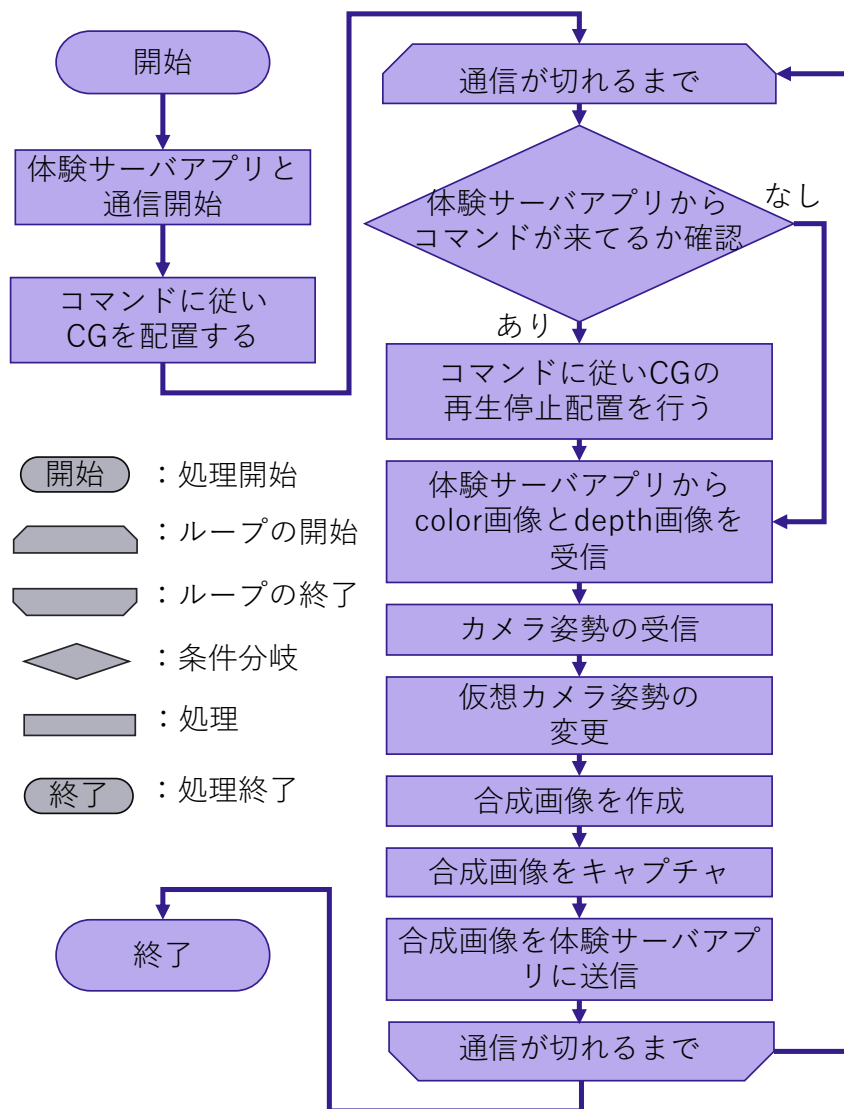 開始
体験サーバアプリと
通信開始
コマンドに従い
CGを配置する
通信が切れるまで
体験サーバアプリから
コマンドが来てるか確認
なし
あり
コマンドに従いCGの
再生停止配置を行う
体験サーバアプリから
color画像とdepth画像を
受信
カメラ姿勢の受信
仮想カメラ姿勢の
変更
合成画像を作成
合成画像をキャプチャ
合成画像を体験サーバアプ
リに送信
通信が切れるまで
終了
開始 ：処理開始
：ループの開始
：ループの終了
：条件分岐
：処理
終了 ：処理終了